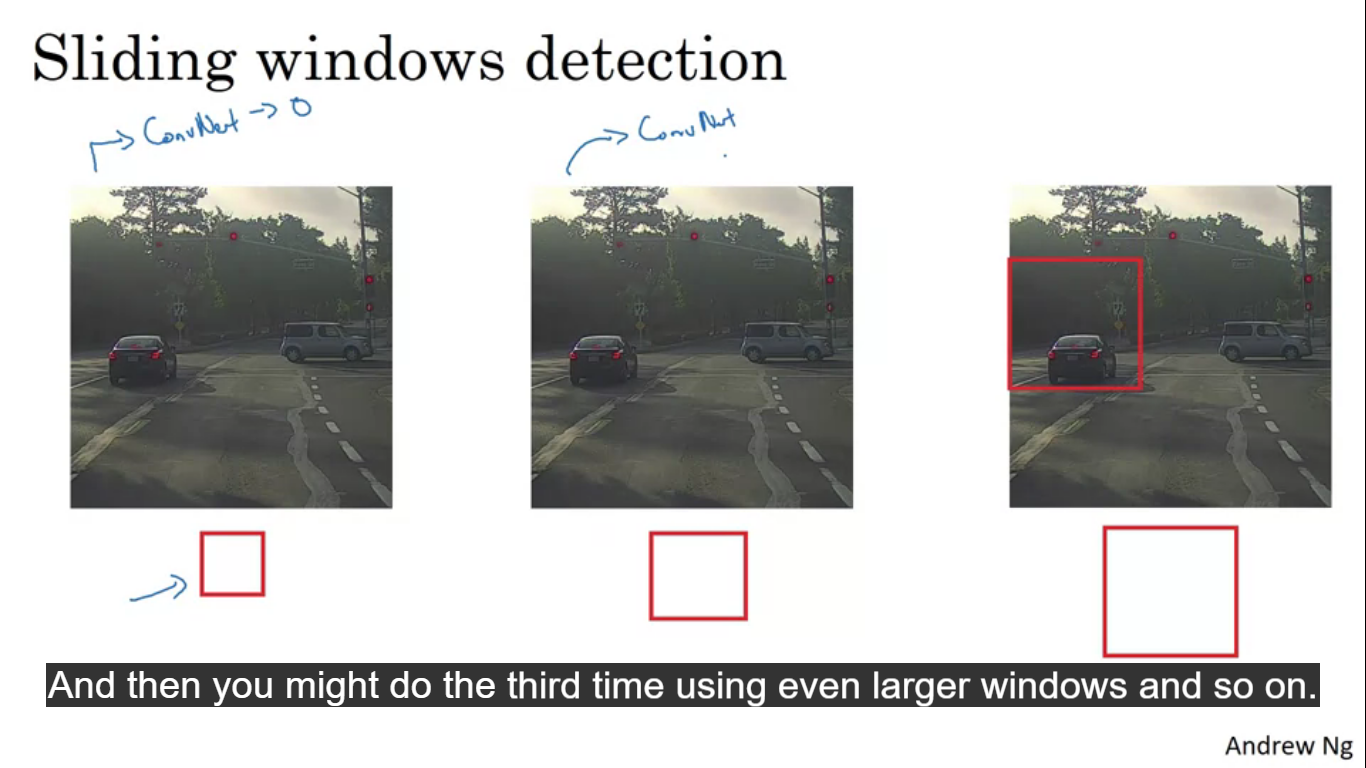 Sliding windows detection
→ ConvNet → 0
→ ConvNet
And then you might do the third time using even larger windows and so on.
Andrew Ng